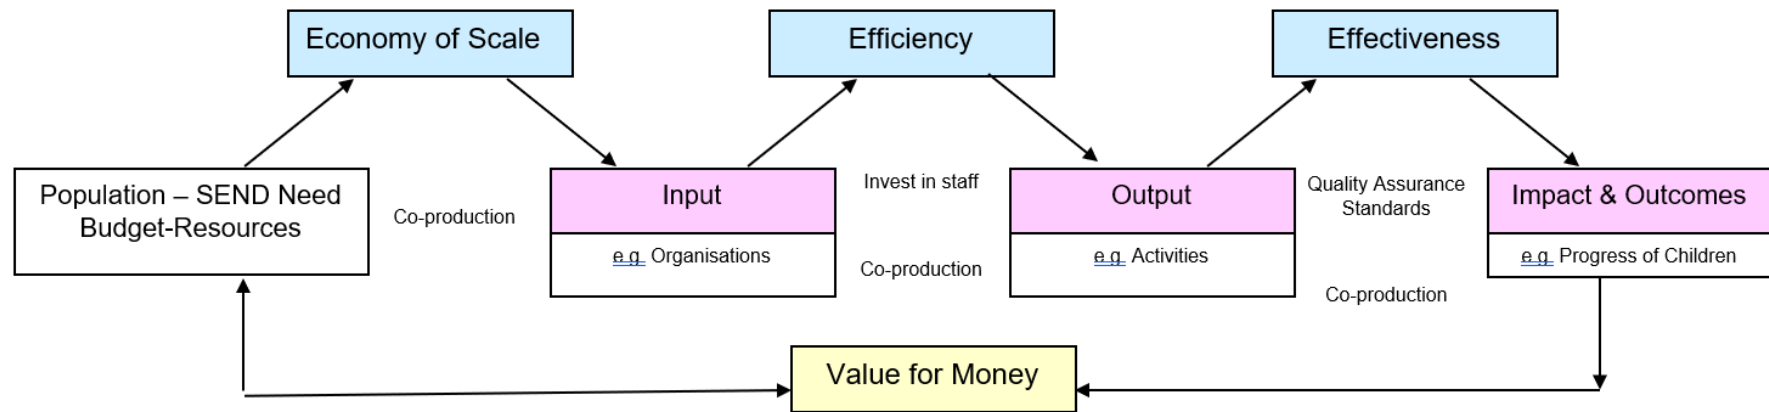 Economy of Scale
Efficiency
Effectiveness
Population – SEND Need
Budget-Resources
Co-production
Input
e.g. Organisations
Invest in staff
Co-production
Output
e.g. Activities
Quality Assurance
Standards
Co-production
Impact & Outcomes
e.g. Progress of Children
Value for Money